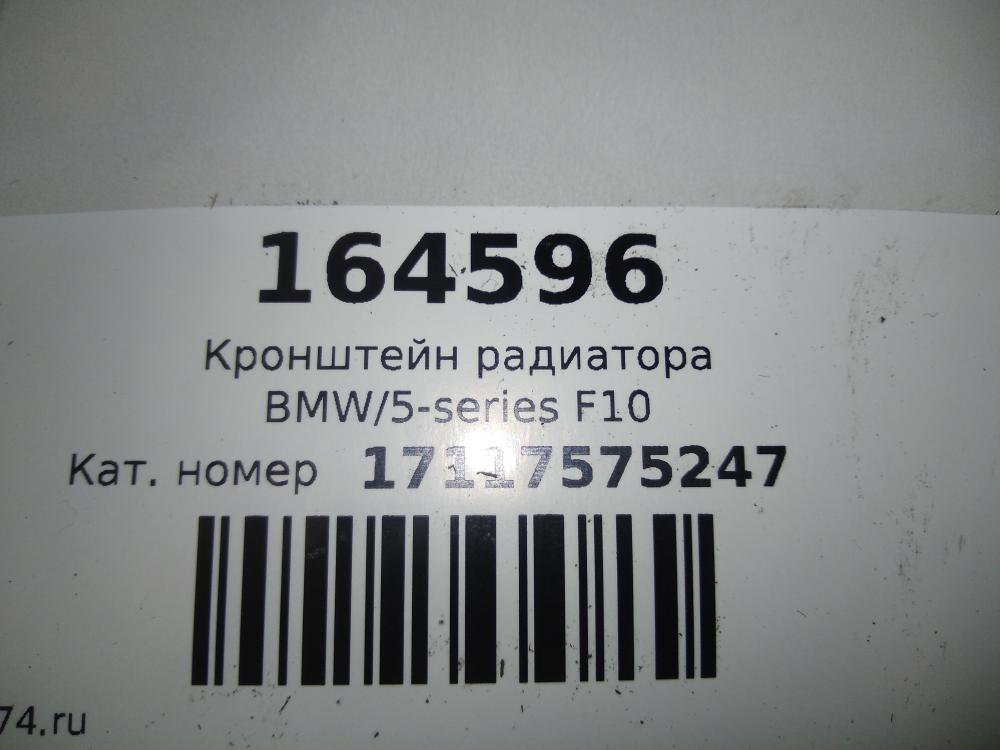 164596
Кронштейн радиатора
BMW/5-series F10
Кат. номер 17117575247
74.ru